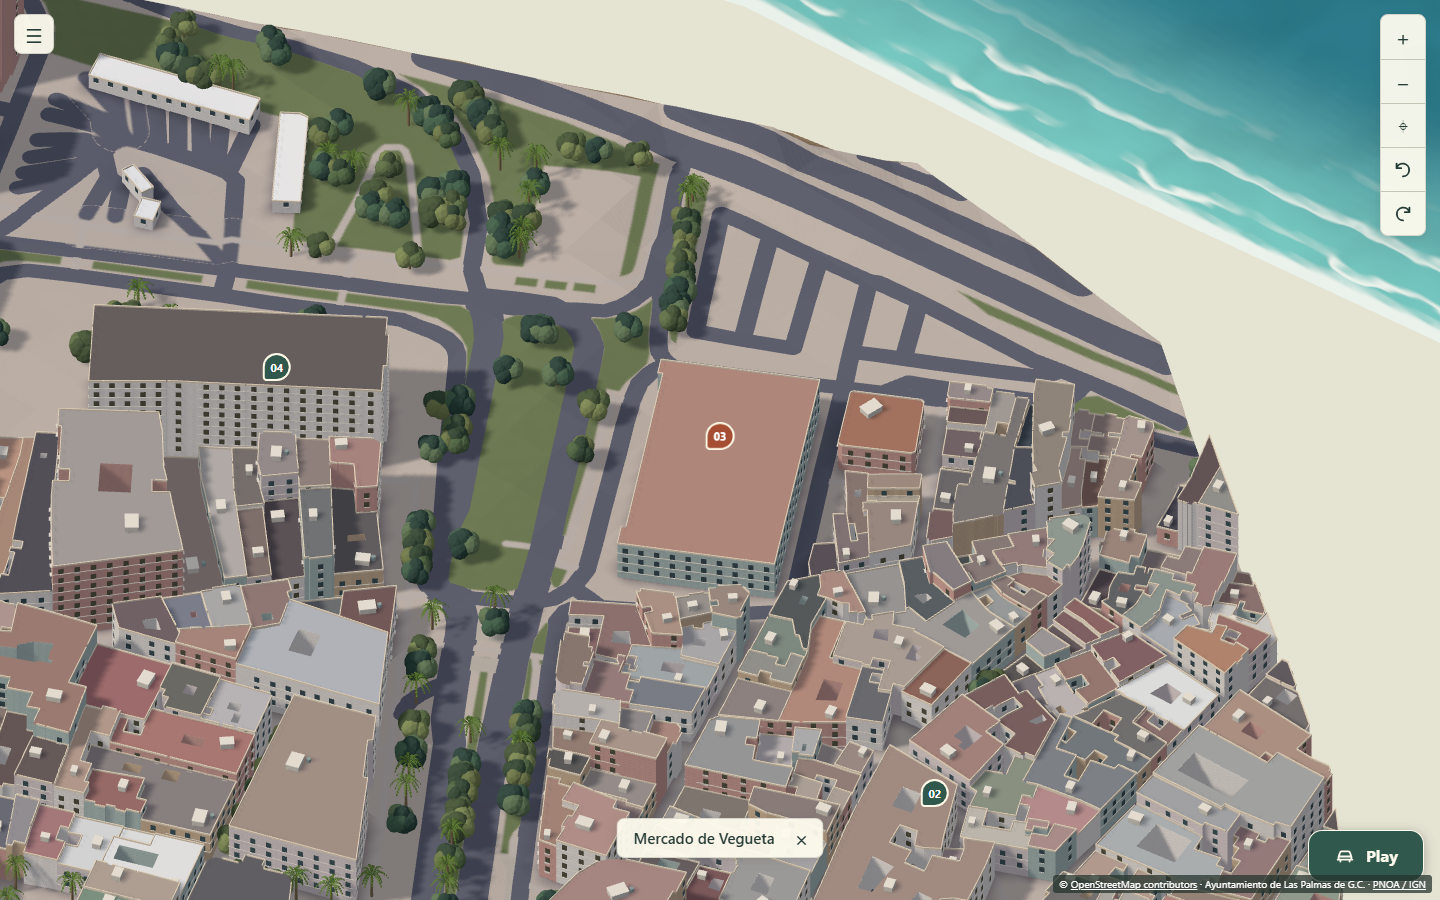 04
03
02
Mercado de Vegueta
Play
© OpenStreetMap contributors · Ayuntamiento de Las Palmas de G.C. · PNOA / IGN